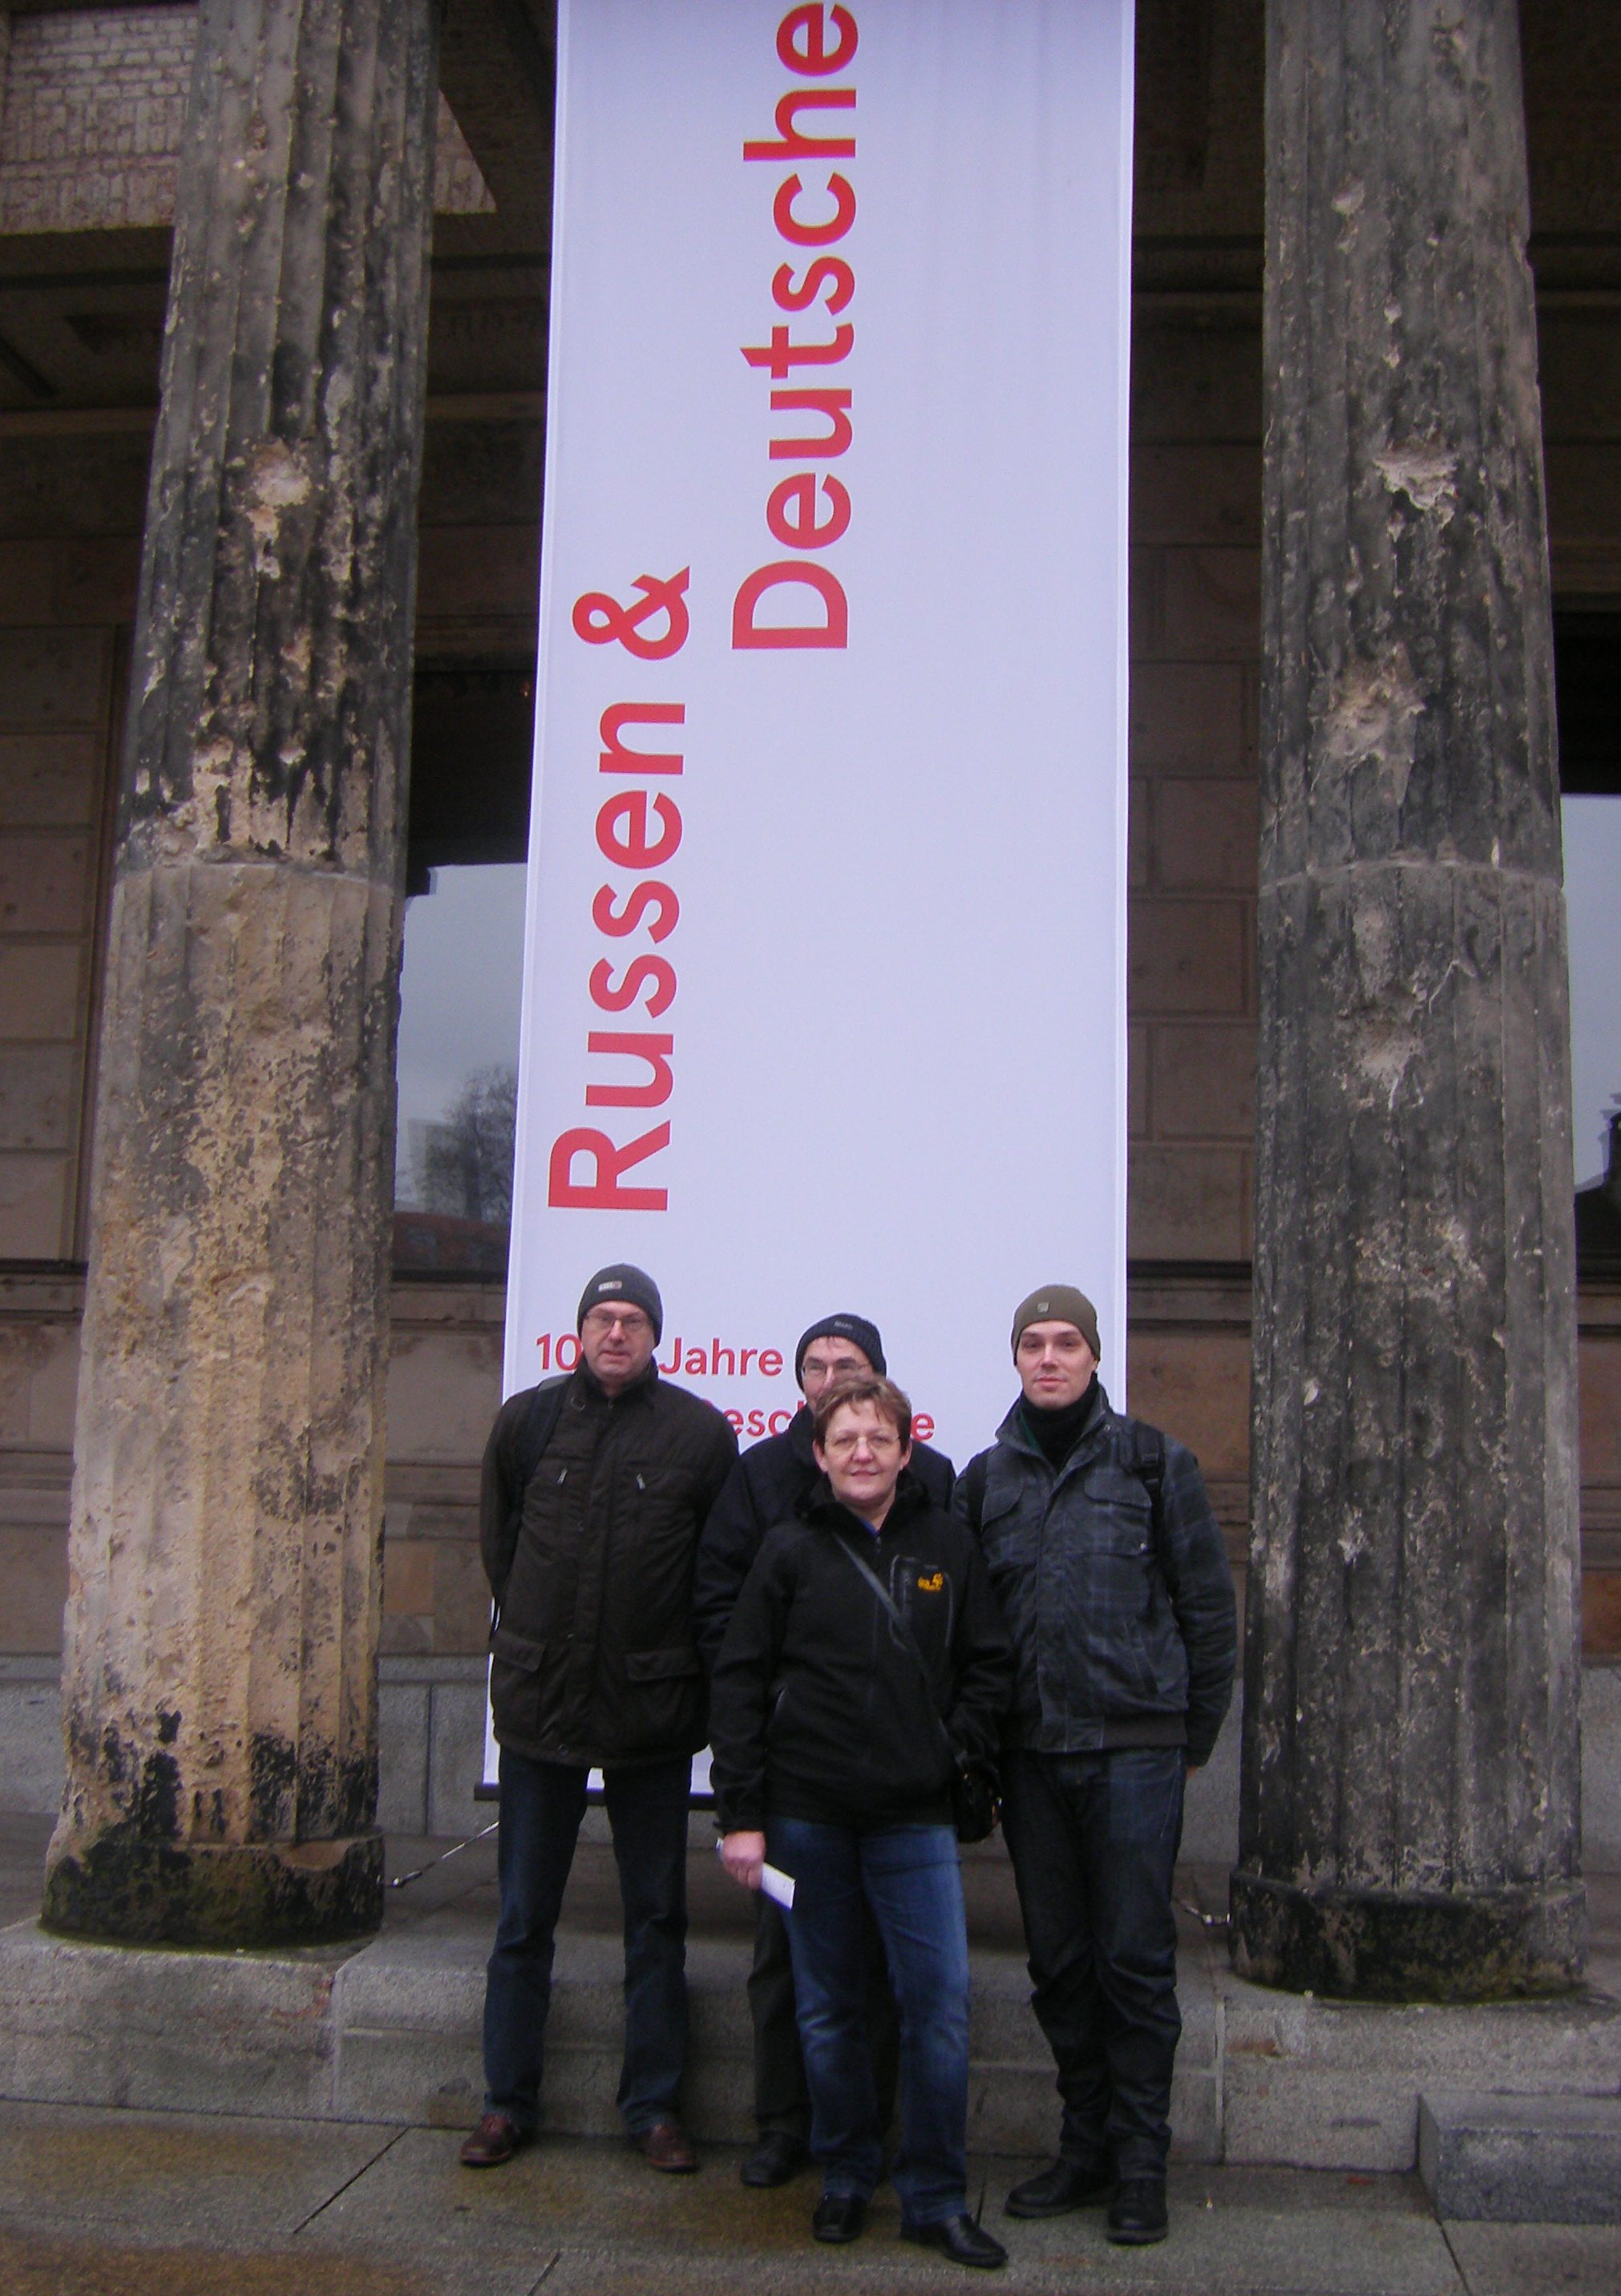 Russen &
Deutsche
Jahre